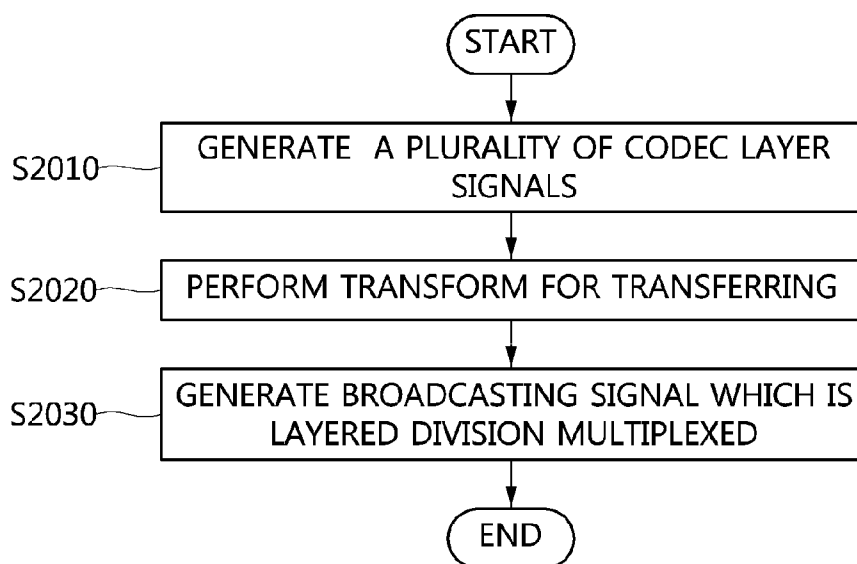 START
S2010
GENERATE A PLURALITY OF CODEC LAYER
SIGNALS
S2020
PERFORM TRANSFORM FOR TRANSFERRING
S2030
GENERATE BROADCASTING SIGNAL WHICH IS
LAYERED DIVISION MULTIPLEXED
END